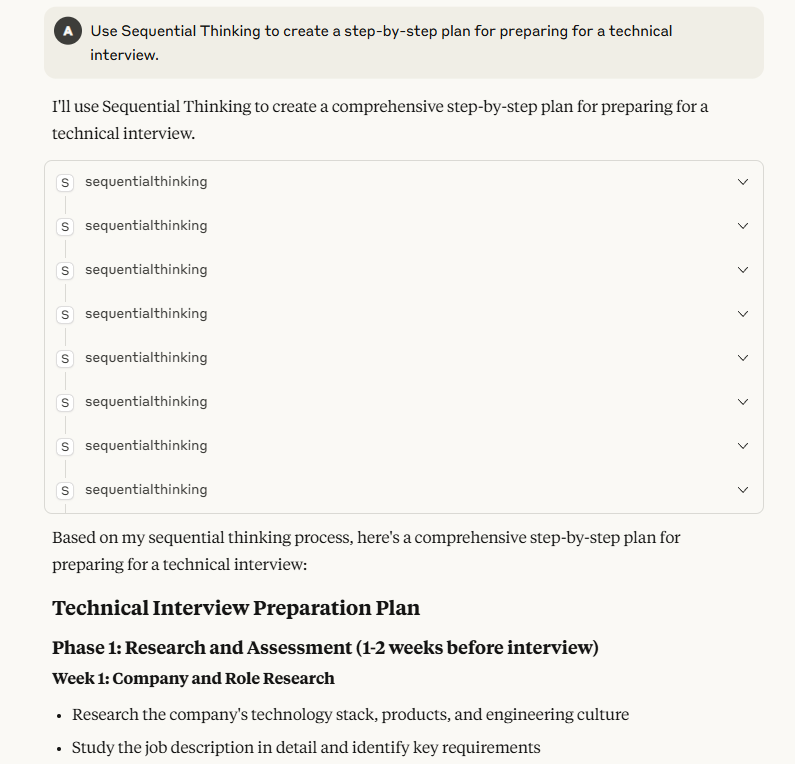 A
Use Sequential Thinking to create a step-by-step plan for preparing for a technical
interview.
I'll use Sequential Thinking to create a comprehensive step-by-step plan for preparing for a
technical interview.
S sequentialthinking
S sequentialthinking
S sequentialthinking
S sequentialthinking
S sequentialthinking
S sequentialthinking
S sequentialthinking
S sequentialthinking
Based on my sequential thinking process, here's a comprehensive step-by-step plan for
preparing for a technical interview:
Technical Interview Preparation Plan
Phase 1: Research and Assessment (1-2 weeks before interview)
Week 1: Company and Role Research
• Research the company's technology stack, products, and engineering culture
• Study the job description in detail and identify key requirements